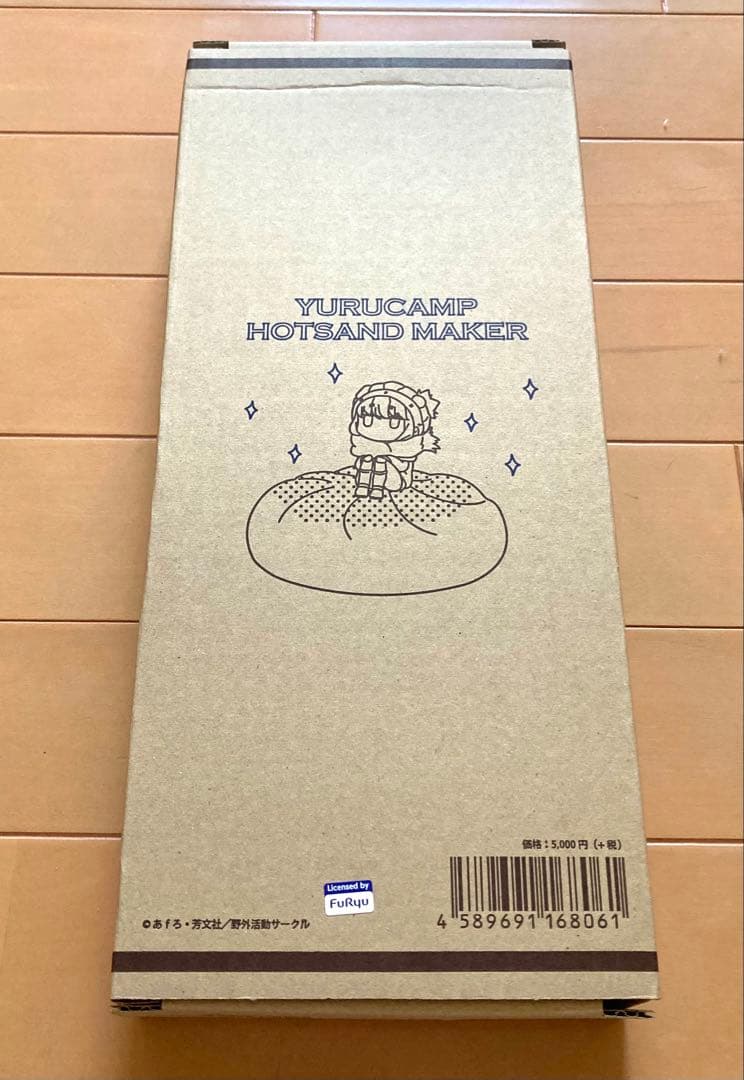 YURUCAMP
HOTSAND MAKER
価格：5,000円（＋税）
Licensed by
FuRyu
4 589691 168061
©あfろ・芳文社／野外活動サークル